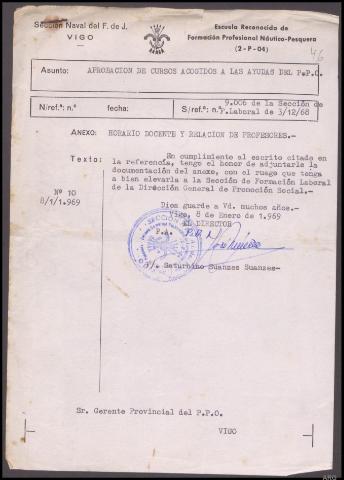 Sección Naval del F. de J.
VIGO
Escuela Reconocida de
Formación Profesional Náutico-Pesquera
(2-P-04)
46
Asunto: APROBACION DE CURSOS ACOGIDOS A LAS AYUDAS DEL P.P.O.
N/ref.ª: n.º fecha: S/ref.ª: n.º
9.006 de la Sección de
F. Laboral de 3/12/68
ANEXO: HORARIO DOCENTE Y RELACION DE PROFESORES.-
Texto: En cumplimiento al escrito citado en
la referencia, tengo el honor de adjuntarle la
documentación del anexo, con el ruego que tenga
a bien elevarla a la Sección de Formación Laboral
de la Dirección General de Promoción Social.
Nº 10
8/1/1.969
Dios guarde a Vd. muchos años.-
Vigo, 8 de Enero de 1.969
EL DIRECTOR
P.A.
Saturnino Suanzes Suanzes-
Sr. Gerente Provincial del P.P.O.
VIGO
ARG